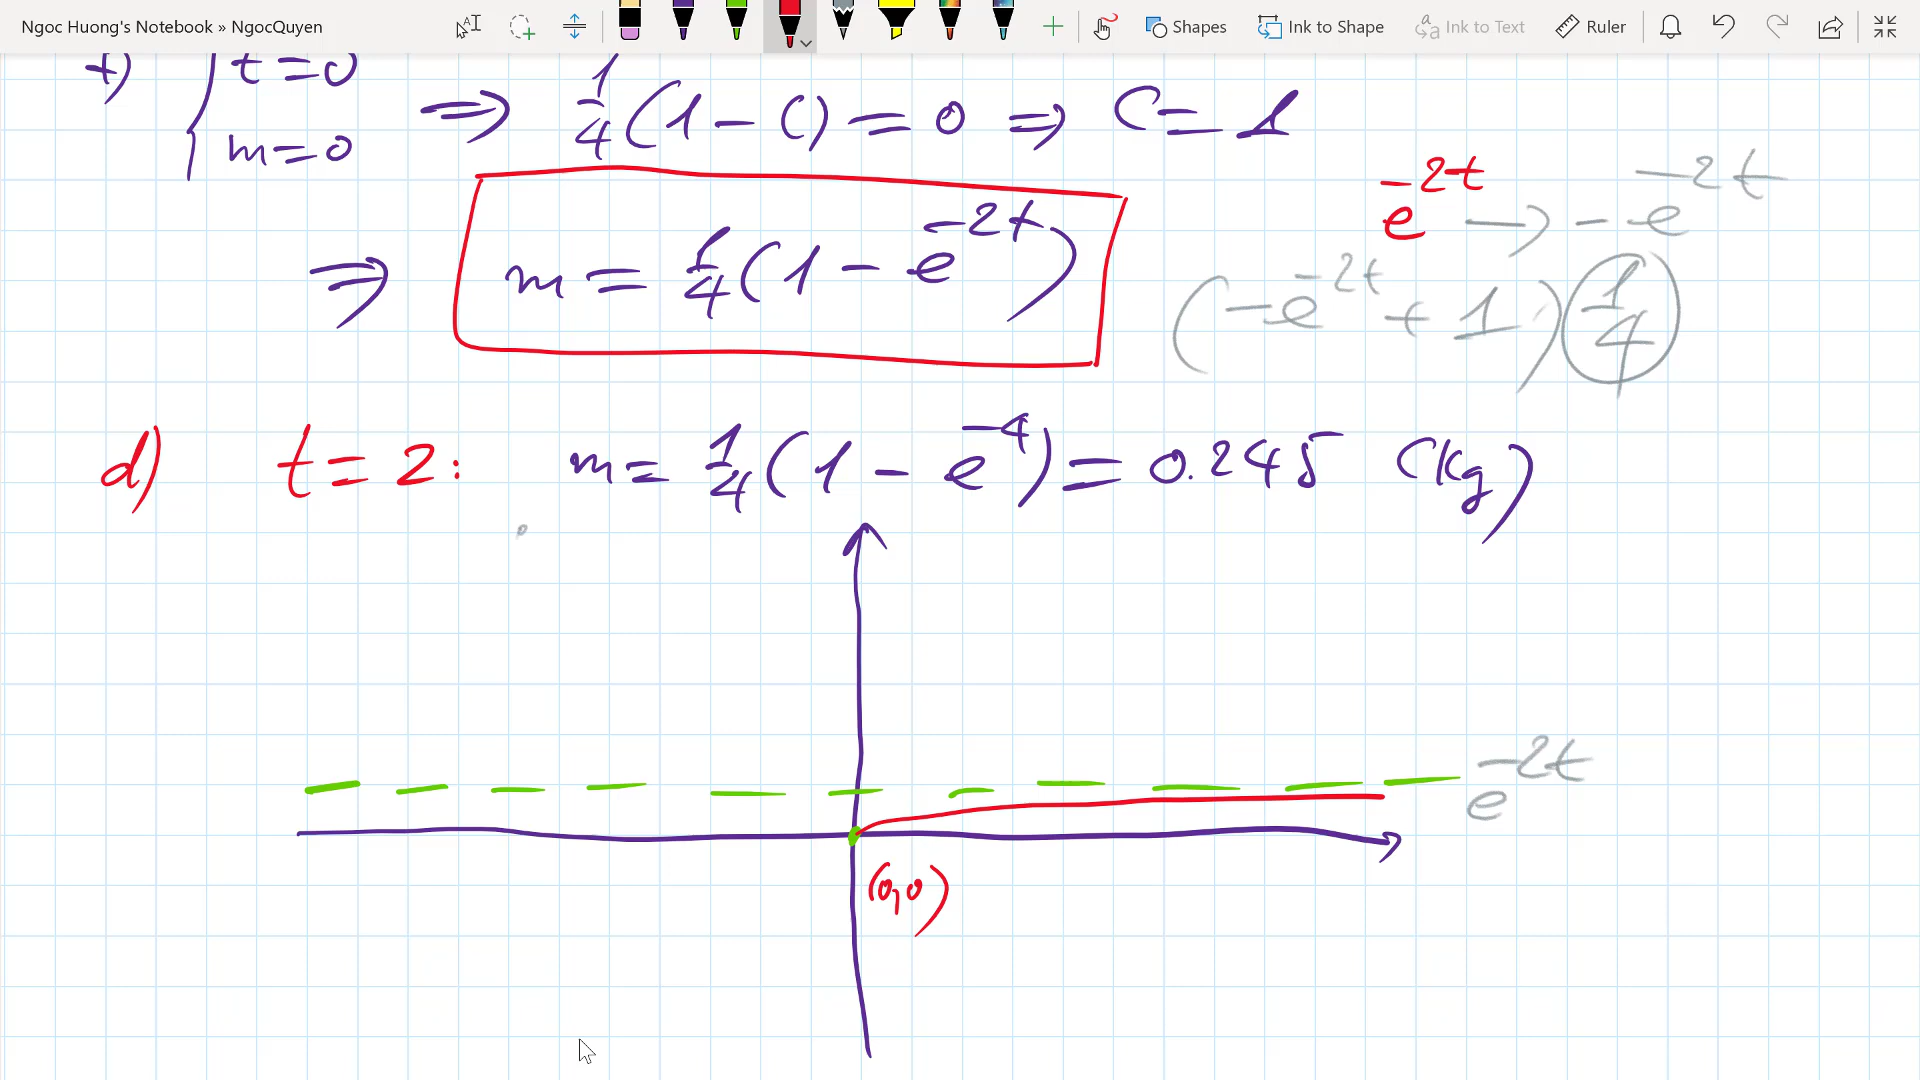 Ngoc Huong's Notebook » NgocQuyen
Shapes
Ink to Shape
Ink to Text
Ruler
+) { t = 0
m = 0
⇒ 1/4 (1 - C) = 0 ⇒ C = 1
⇒ m = 1/4 (1 - e^{-2t})
e^{-2t} → -e^{-2t}
(-e^{-2t} + 1) 1/4
d) t = 2: m = 1/4 (1 - e^{-4}) = 0.245 (kg)
e^{-2t}
(0,0)